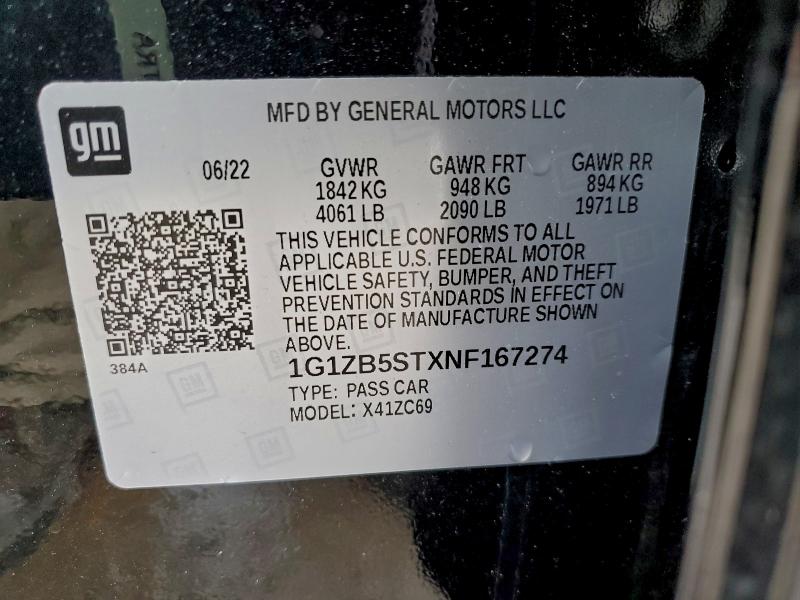 gm
MFD BY GENERAL MOTORS LLC
06/22 GVWR GAWR FRT GAWR RR
1842 KG 948 KG 894 KG
4061 LB 2090 LB 1971 LB
THIS VEHICLE CONFORMS TO ALL
APPLICABLE U.S. FEDERAL MOTOR
VEHICLE SAFETY, BUMPER, AND THEFT
PREVENTION STANDARDS IN EFFECT ON
THE DATE OF MANUFACTURE SHOWN
ABOVE.
384A
1G1ZB5STXNF167274
TYPE: PASS CAR
MODEL: X41ZC69